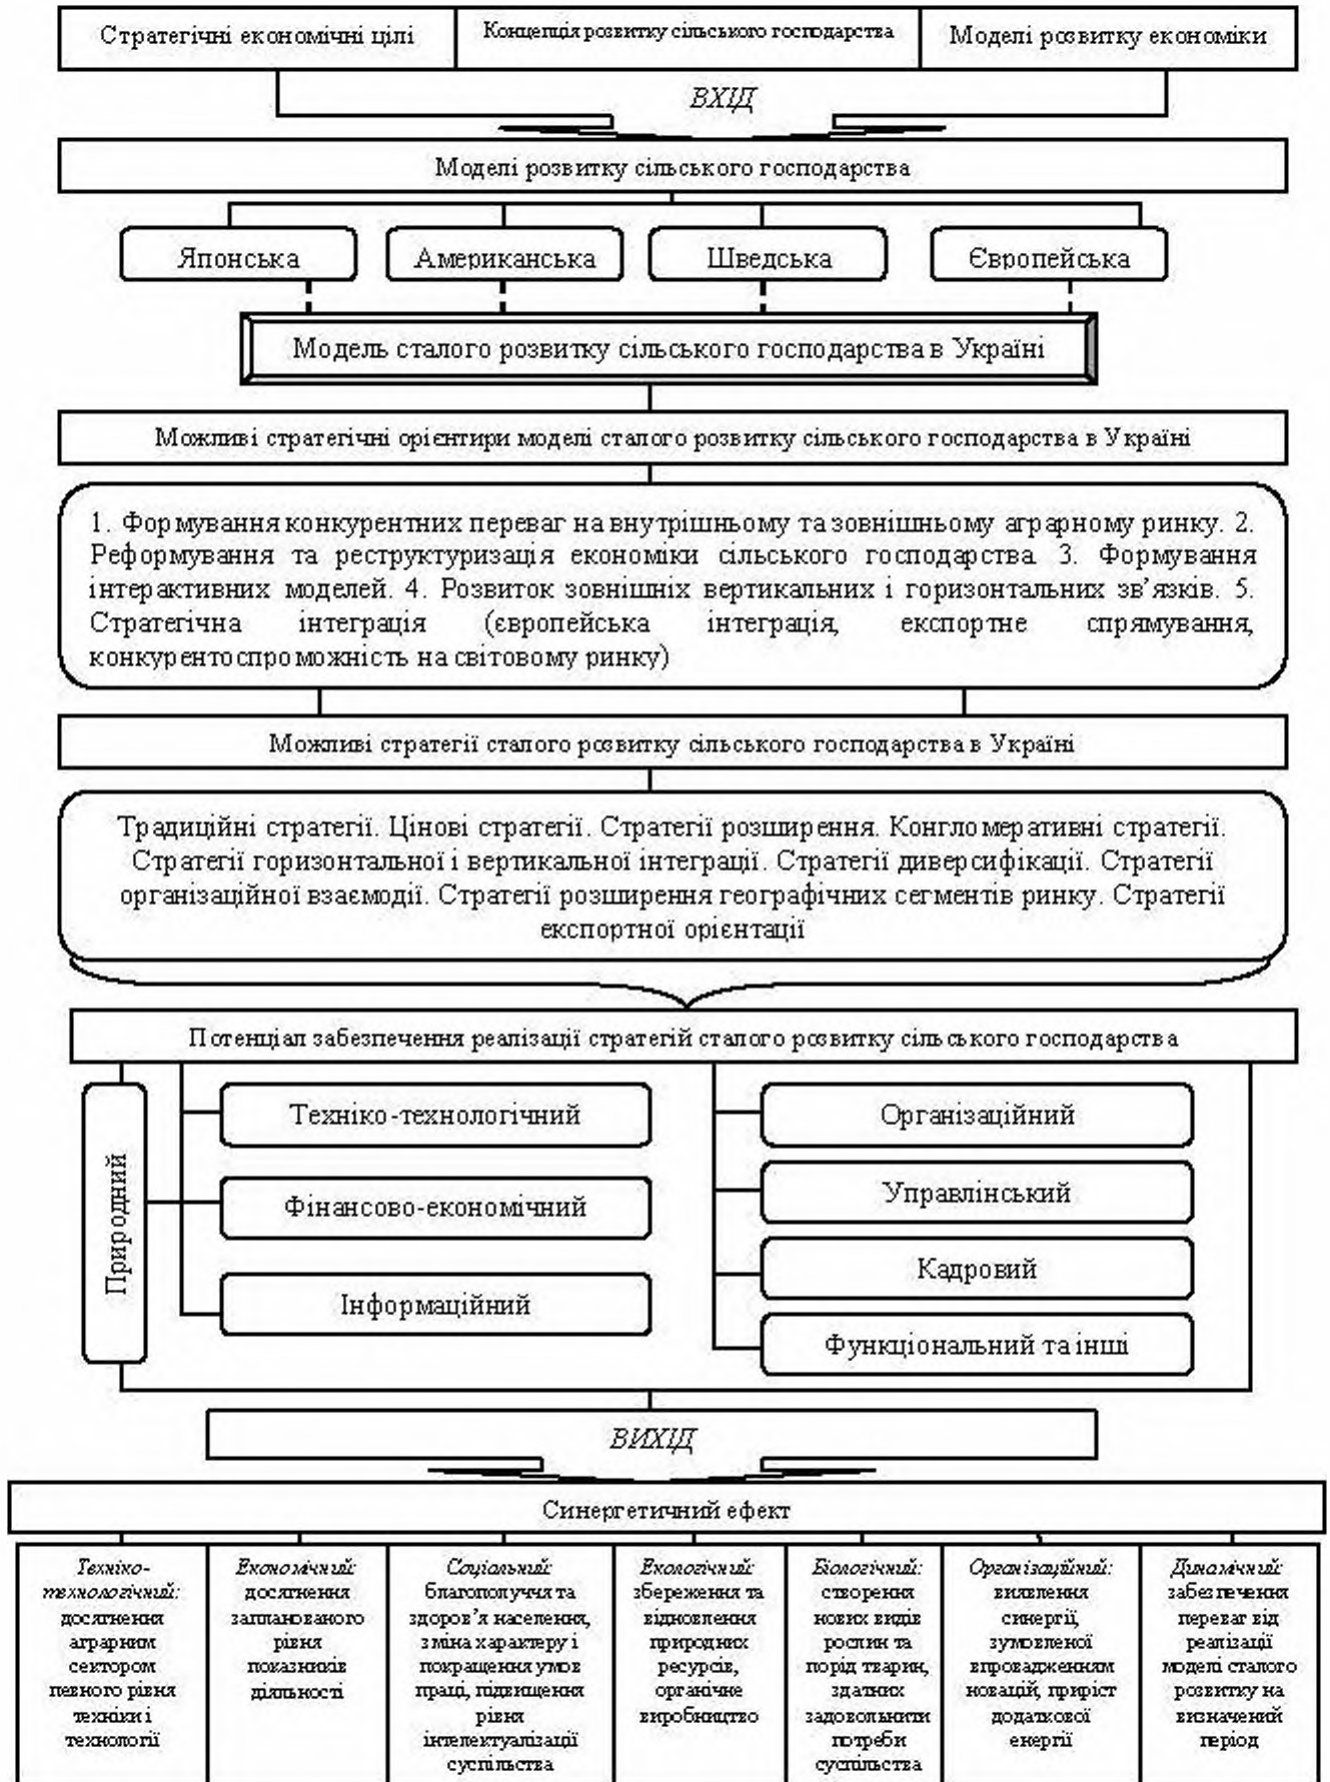 Стратегічні економічні цілі
Концепція розвитку сільського господарства
Моделі розвитку економіки
ВХІД
Моделі розвитку сільського господарства
Японська
Американська
Шведська
Європейська
Модель сталого розвитку сільського господарства в Україні
Можливі стратегічні орієнтири моделі сталого розвитку сільського господарства в Україні
1. Формування конкурентних переваг на внутрішньому та зовнішньому аграрному ринку. 2.
Реформування та реструктуризація економіки сільського господарства. 3. Формування
інтерактивних моделей. 4. Розвиток зовнішніх вертикальних і горизонтальних зв’язків. 5.
Стратегічна інтеграція (європейська інтеграція, експортне спрямування,
конкурентоспроможність на світовому ринку)
Можливі стратегії сталого розвитку сільського господарства в Україні
Традиційні стратегії. Цінові стратегії. Стратегії розширення. Конгломеративні стратегії.
Стратегії горизонтальної і вертикальної інтеграції. Стратегії диверсифікації. Стратегії
організаційної взаємодії. Стратегії розширення географічних сегментів ринку. Стратегії
експортної орієнтації
Потенціал забезпечення реалізації стратегій сталого розвитку сільського господарства
Природний
Техніко-технологічний
Фінансово-економічний
Інформаційний
Організаційний
Управлінський
Кадровий
Функціональний та інші
ВИХІД
Синергетичний ефект
Техніко-
технологічний:
досягнення
аграрним
сектором
певного рівня
техніки і
технології
Економічний:
досягнення
запланованого
рівня
показників
діяльності
Соціальний:
благополуччя та
здоров’я населення,
зміна характеру і
покращення умов
праці, підвищення
рівня
інтелектуалізації
суспільства
Екологічний:
збереження та
відновлення
природних
ресурсів,
органічне
виробництво
Біологічний:
створення
нових видів
рослин та
порід тварин,
здатних
задовольнити
потреби
суспільства
Організаційний:
виявлення
синергії,
зумовленої
впровадженням
новацій, приріст
додаткової
енергії
Динамічний:
забезпечення
переваг від
реалізації
моделі сталого
розвитку на
визначений
період